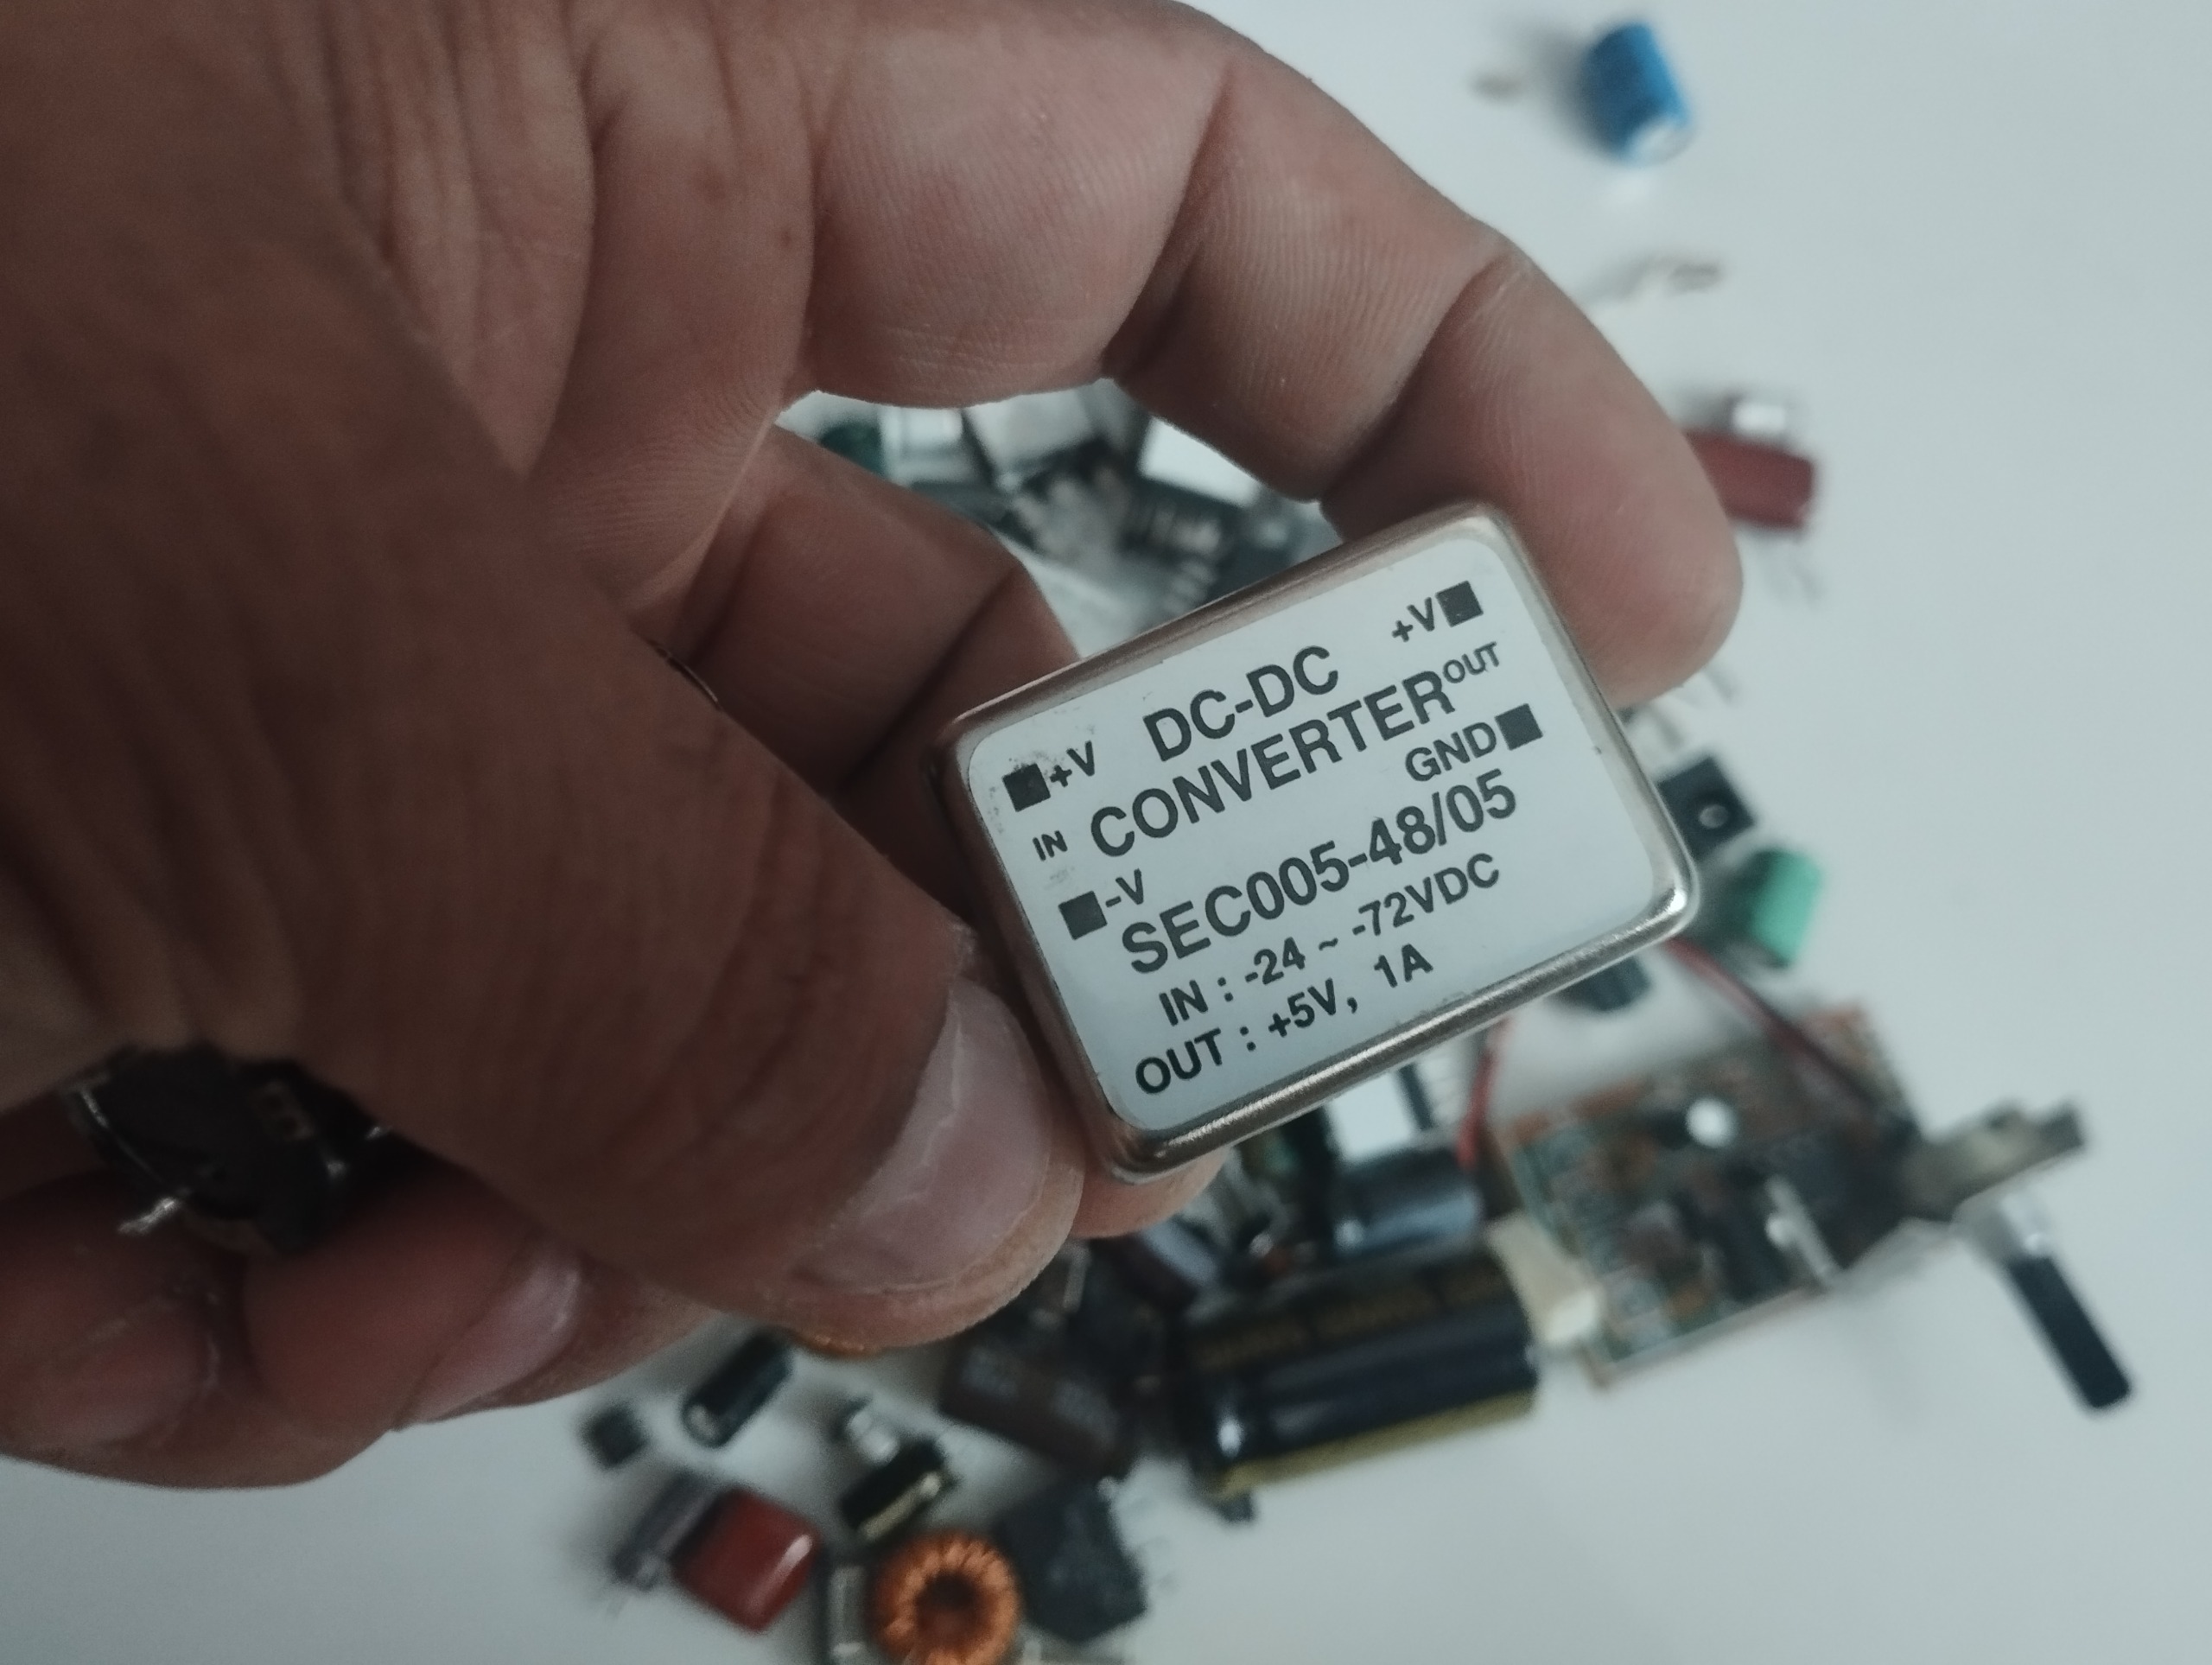 DC-DC +V
+V CONVERTER OUT
IN GND
-V SEC005-48/05
IN : -24 ~ -72VDC
OUT : +5V, 1A